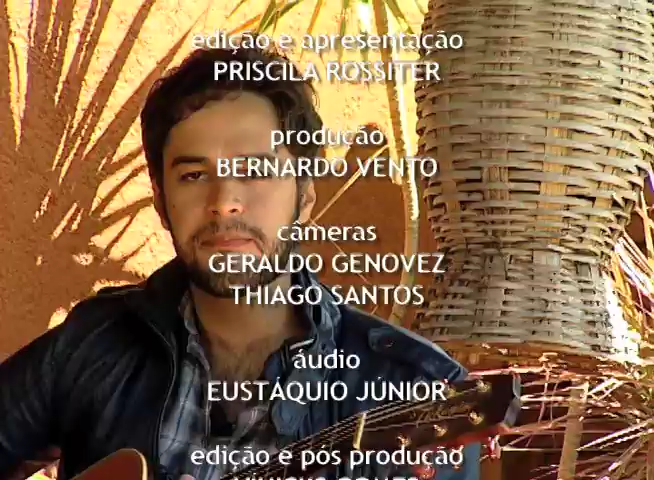 edição e apresentação
PRISCILA ROSSITER
produção
BERNARDO VENTO
câmeras
GERALDO GENOVEZ
THIAGO SANTOS
áudio
EUSTÁQUIO JÚNIOR
edição e pós produção